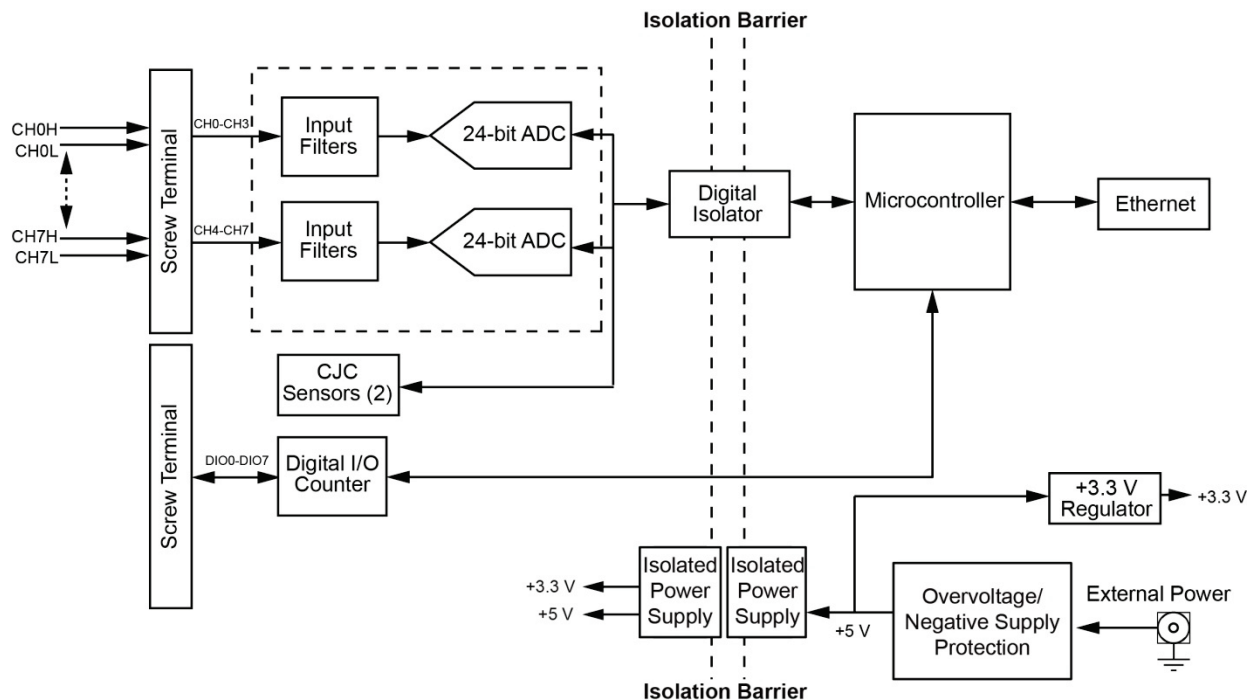 Isolation Barrier
CH0H
CH0L
CH7H
CH7L
Screw Terminal
CH0-CH3
Input
Filters
24-bit ADC
CH4-CH7
Input
Filters
24-bit ADC
Digital
Isolator
Microcontroller
Ethernet
CJC
Sensors (2)
Screw Terminal
DIO0-DIO7
Digital I/O
Counter
+3.3 V
Regulator
+3.3 V
+3.3 V
+5 V
Isolated
Power
Supply
Isolated
Power
Supply
+5 V
Overvoltage/
Negative Supply
Protection
External Power
Isolation Barrier